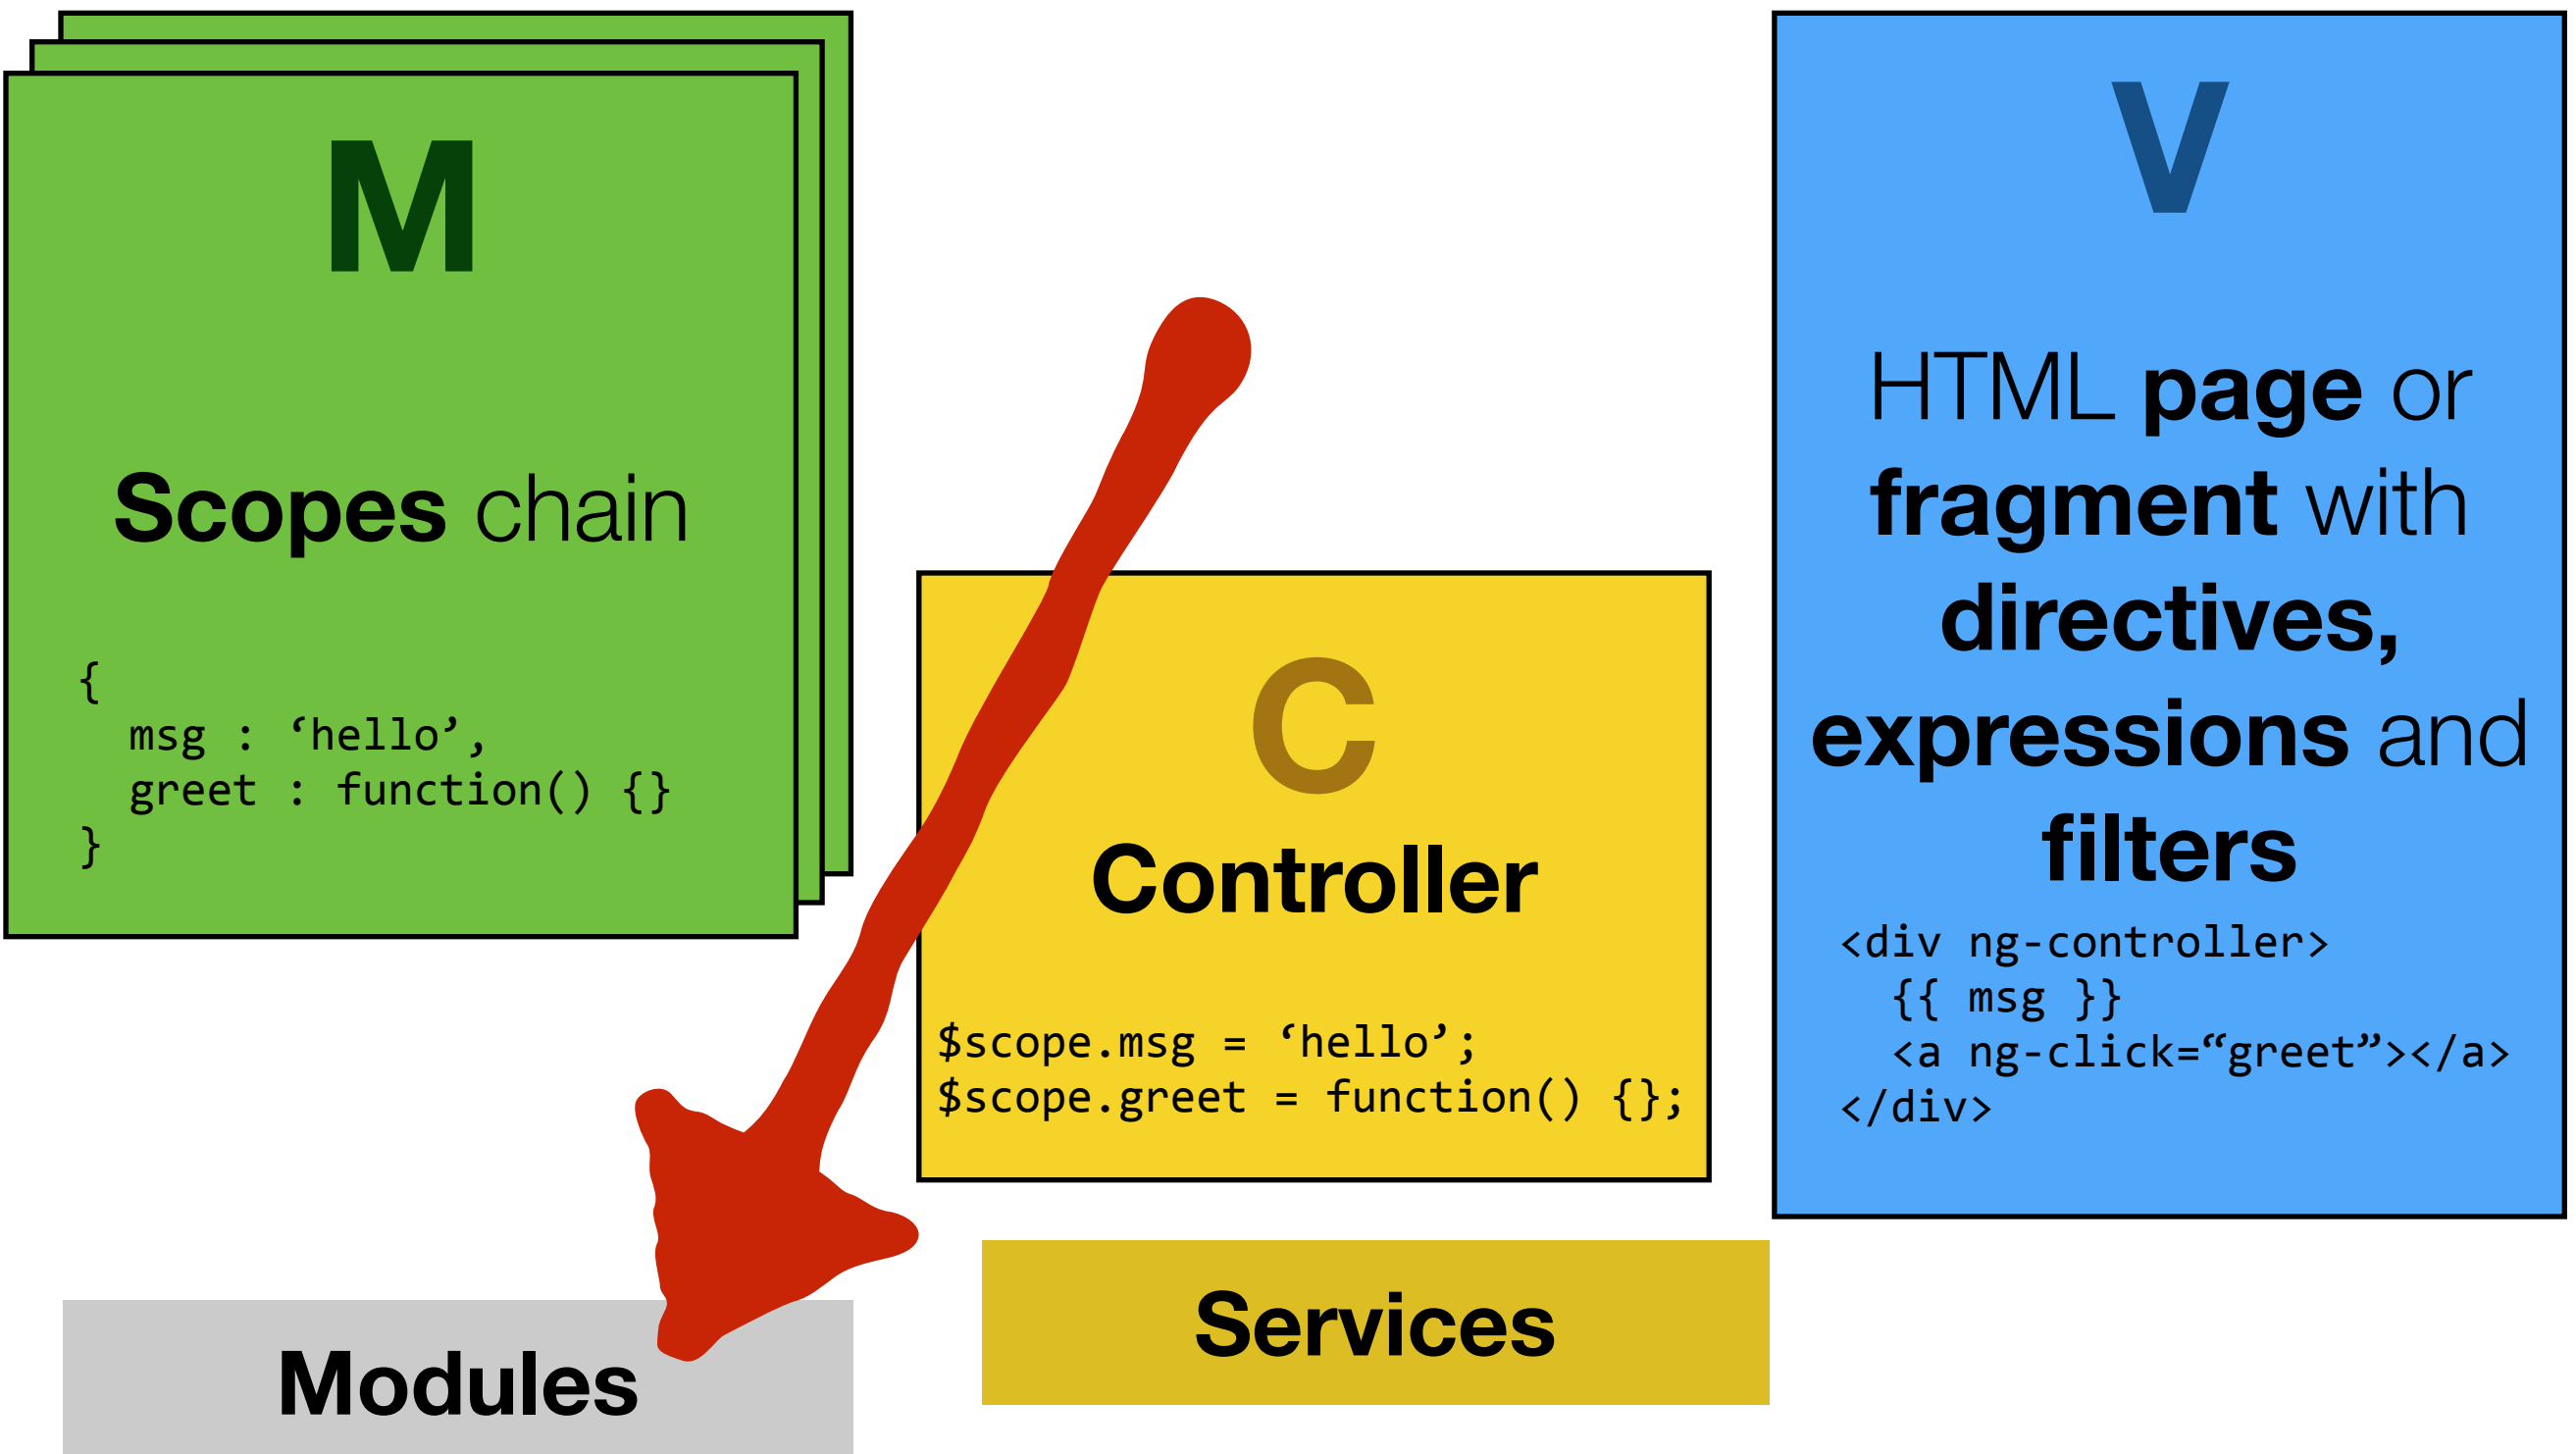 M
Scopes chain
{
msg : ‘hello’,
greet : function() {}
}
C
Controller
$scope.msg = ‘hello’;
$scope.greet = function() {};
V
HTML page or
fragment with
directives,
expressions and
filters
<div ng-controller>
{{ msg }}
<a ng-click=“greet”></a>
</div>
Modules
Services